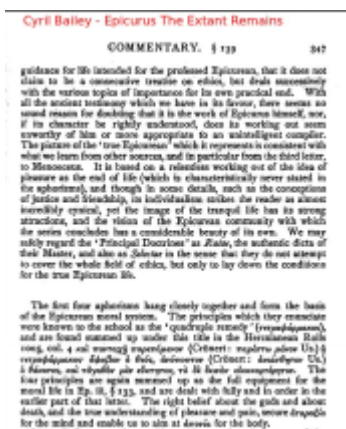 Cyril Bailey - Epicurus The Extant Remains
COMMENTARY. § 139 347
guidance for life intended for the professed Epicurean, that it does not
claim to be a consecutive treatise on ethics, but deals successively
with the various topics of importance for its own practical end. With
all the ancient testimony which we have in its favour, there seems no
sound reason for doubting that it is the work of Epicurus himself, nor,
if its character be rightly understood, does its working out seem
unworthy of him or more appropriate to an unintelligent compiler.
The picture of the 'true Epicurean' which it represents is consistent with
what we learn from other sources, and in particular from the third letter,
to Menoeceus. It is based on a relentless working out of the idea of
pleasure as the end of life (which is characteristically never stated in
the aphorisms), and though in some details, such as the conceptions
of justice and friendship, its individualism strikes the reader as almost
incredibly cynical, yet the image of the tranquil life has its strong
attractions, and the vision of the Epicurean community with which
the series concludes has a considerable beauty of its own. We may
safely regard the 'Principal Doctrines' as the authentic dicta of
their Master, and also as Selectae in the sense that they do not attempt
to cover the whole field of ethics, but only to lay down the conditions
for the true Epicurean life.
The first four aphorisms hang closely together and form the basis
of the Epicurean moral system. The principles which they enunciate
were known to the school as the 'quadruple remedy'
and are found summed up under this title in the Herculanean Rolls
The
four principles are again summed up as the full equipment for the
moral life in Ep. iii, § 133, and are dealt with fully and in order in the
earlier part of that letter. The right belief about the gods and about
death, and the true understanding of pleasure and pain, secure
for the mind and enable us to aim at for the body.